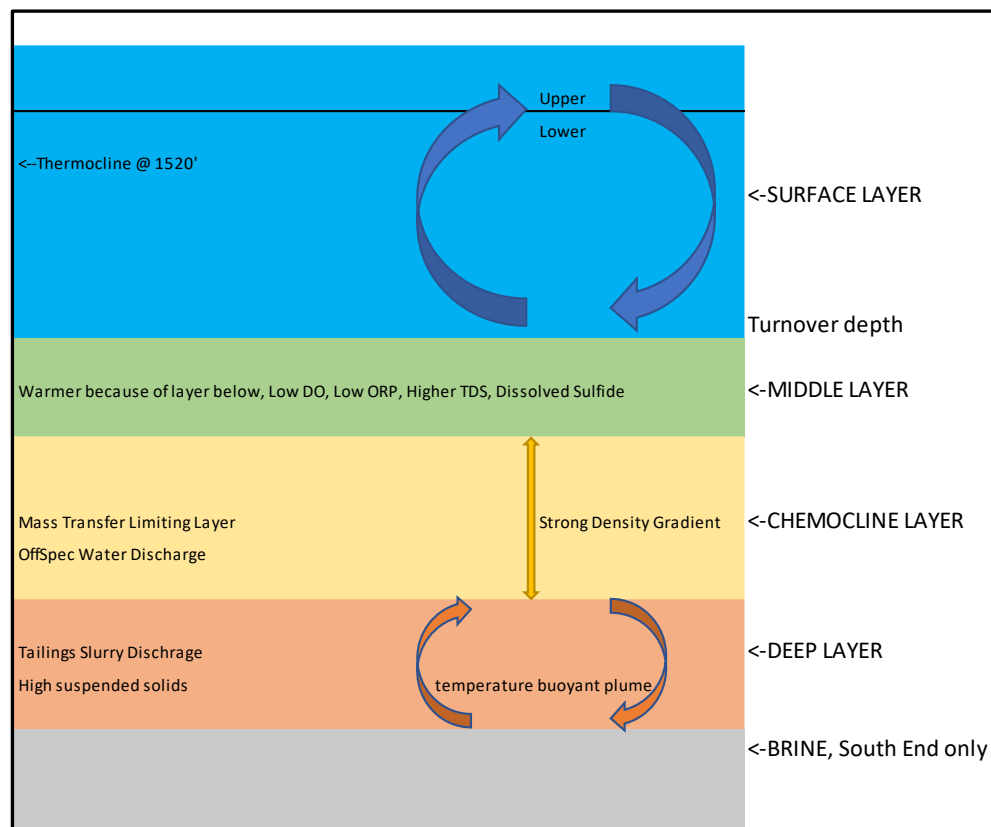 Upper
Lower
<--Thermocline @ 1520'
<-SURFACE LAYER
Turnover depth
Warmer because of layer below, Low DO, Low ORP, Higher TDS, Dissolved Sulfide
<-MIDDLE LAYER
Mass Transfer Limiting Layer
Strong Density Gradient
<-CHEMOCLINE LAYER
OffSpec Water Discharge
Tailings Slurry Dischrage
<-DEEP LAYER
High suspended solids
temperature buoyant plume
<-BRINE, South End only